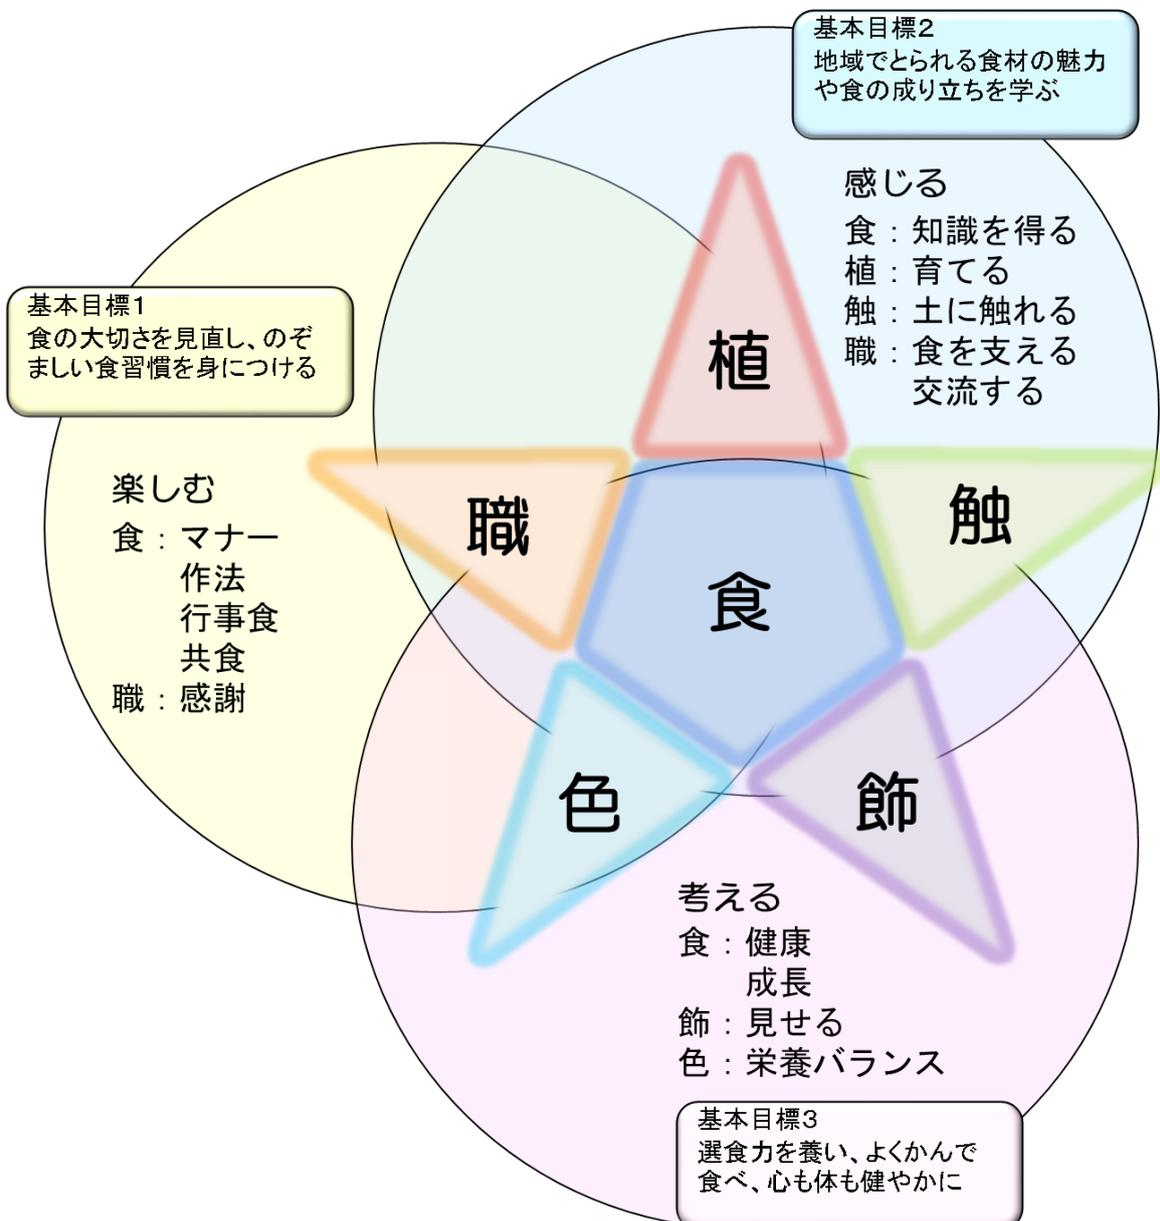 基本目標2
地域でとられる食材の魅力
や食の成り立ちを学ぶ
感じる
食：知識を得る
植：育てる
触：土に触れる
職：食を支える
交流する
基本目標1
食の大切さを見直し、のぞ
ましい食習慣を身につける
楽しむ
食：マナー
作法
行事食
共食
職：感謝
植
職
触
食
色
飾
考える
食：健康
成長
飾：見せる
色：栄養バランス
基本目標3
選食力を養い、よくかんで
食べ、心も体も健やかに